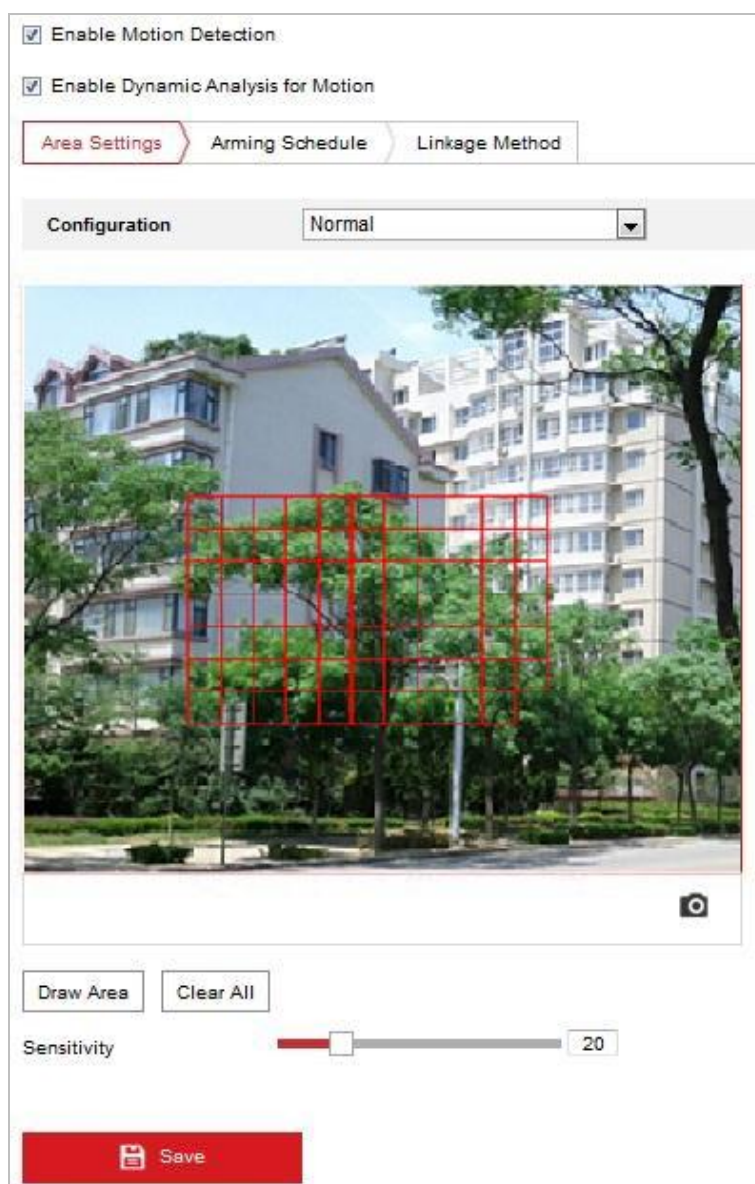 Enable Motion Detection
Enable Dynamic Analysis for Motion
Area Settings Arming Schedule Linkage Method
Configuration Normal
Draw Area Clear All
Sensitivity 20
Save